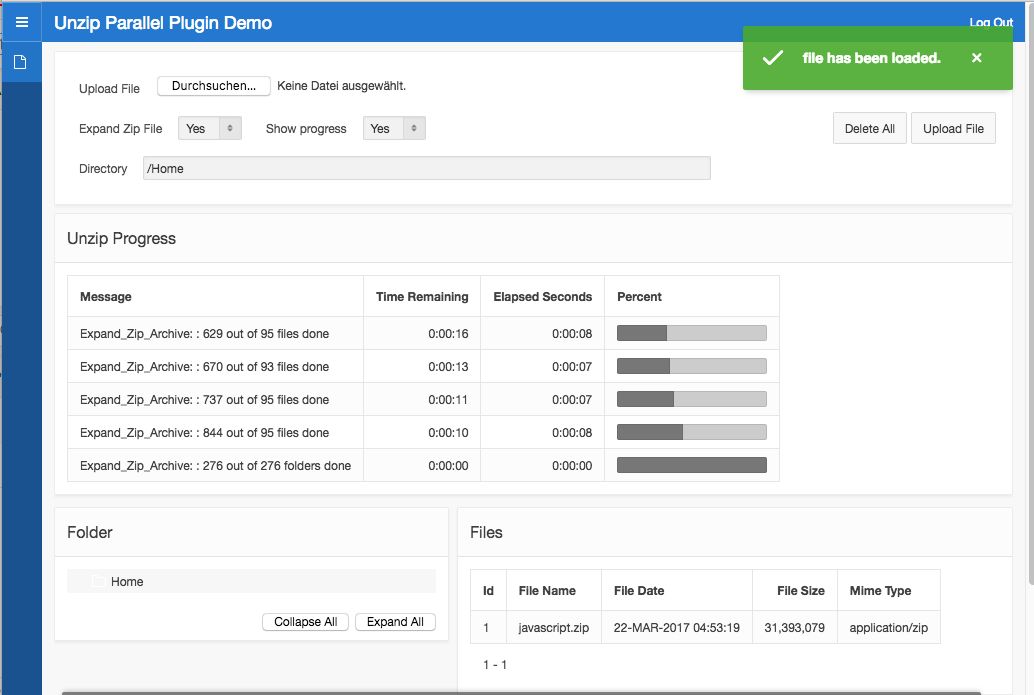 Unzip Parallel Plugin Demo
Log Out
file has been loaded.
Upload File Durchsuchen... Keine Datei ausgewählt.
Expand Zip File Yes Show progress Yes Delete All Upload File
Directory /Home
Unzip Progress
Message Time Remaining Elapsed Seconds Percent
Expand_Zip_Archive: : 629 out of 95 files done 0:00:16 0:00:08
Expand_Zip_Archive: : 670 out of 93 files done 0:00:13 0:00:07
Expand_Zip_Archive: : 737 out of 95 files done 0:00:11 0:00:07
Expand_Zip_Archive: : 844 out of 95 files done 0:00:10 0:00:08
Expand_Zip_Archive: : 276 out of 276 folders done 0:00:00 0:00:00
Folder
Home
Collapse All Expand All
Files
Id File Name File Date File Size Mime Type
1 javascript.zip 22-MAR-2017 04:53:19 31,393,079 application/zip
1 - 1